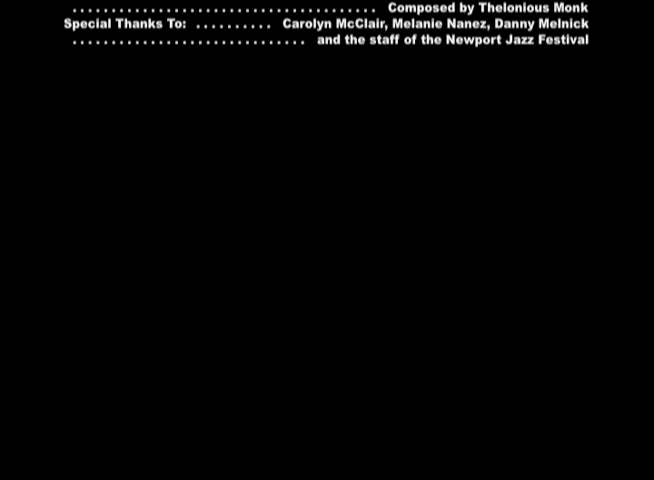 ...................................... Composed by Thelonious Monk
Special Thanks To: .......... Carolyn McClair, Melanie Nanez, Danny Melnick
............................. and the staff of the Newport Jazz Festival